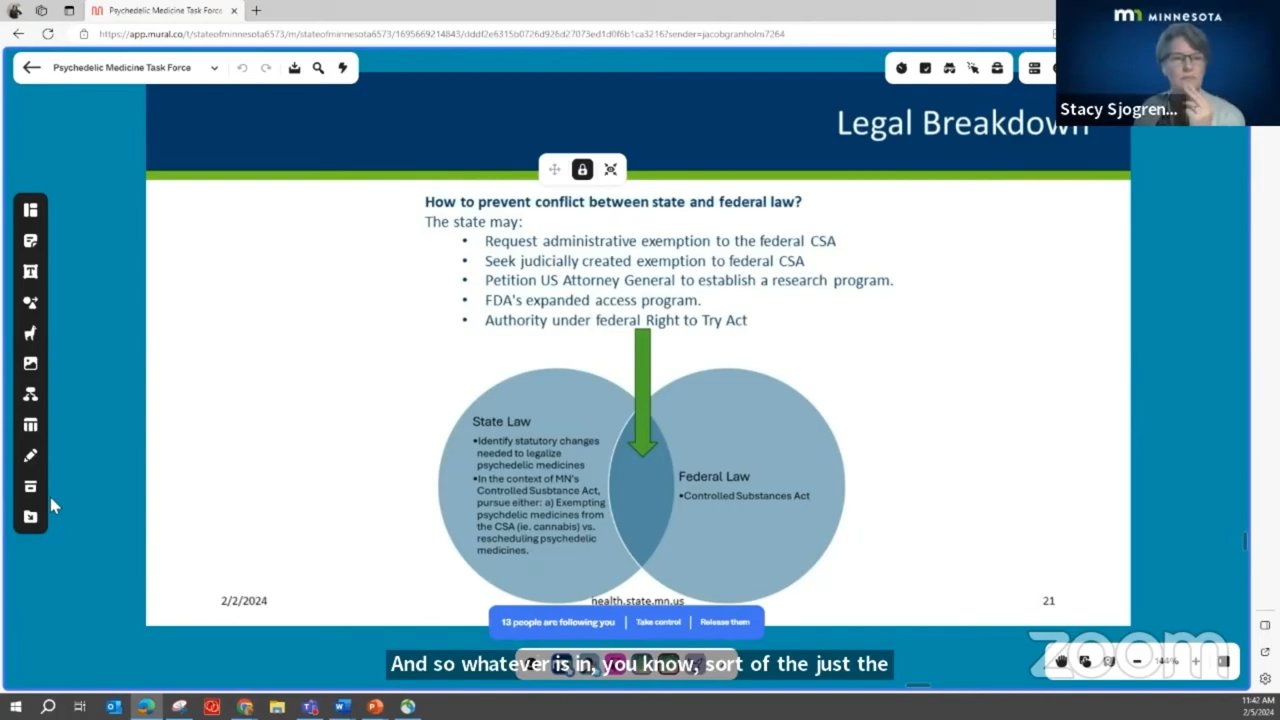 Psychedelic Medicine Task Force
https://app.mural.co/t/stateofminnesota6573/m/stateofminnesota6573/1695669214843/dddf2e6315b0726d926d27073ed1d0f6b1ca3216?sender=jacobgranholm7264
MINNESOTA
Psychedelic Medicine Task Force
Stacy Sjogren...
Legal Breakdown
How to prevent conflict between state and federal law?
The state may:
• Request administrative exemption to the federal CSA
• Seek judicially created exemption to federal CSA
• Petition US Attorney General to establish a research program.
• FDA's expanded access program.
• Authority under federal Right to Try Act
State Law
•Identify statutory changes
needed to legalize
psychedelic medicines
•In the context of MN's
Controlled Susbtance Act,
pursue either: a) Exempting
psychdelic medicines from
the CSA (ie. cannabis) vs.
rescheduling psychedelic
medicines.
Federal Law
•Controlled Substances Act
2/2/2024
health.state.mn.us
21
13 people are following you | Take control | Release them
And so whatever is in, you know, sort of the just the
zoom
11:42 AM
2/5/2024